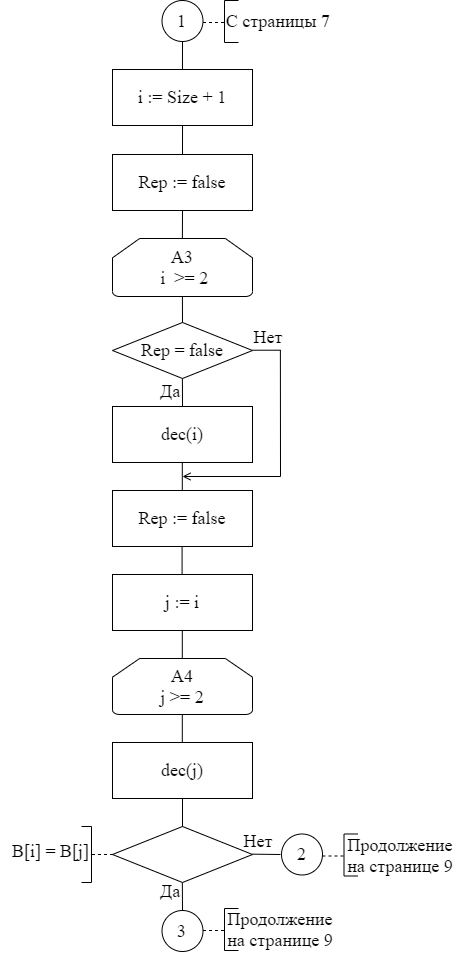 1
С страницы 7
i := Size + 1
Rep := false
A3
i >= 2
Rep = false
Нет
Да
dec(i)
Rep := false
j := i
A4
j >= 2
dec(j)
B[i] = B[j]
Нет
2
Продолжение
на странице 9
Да
3
Продолжение
на странице 9